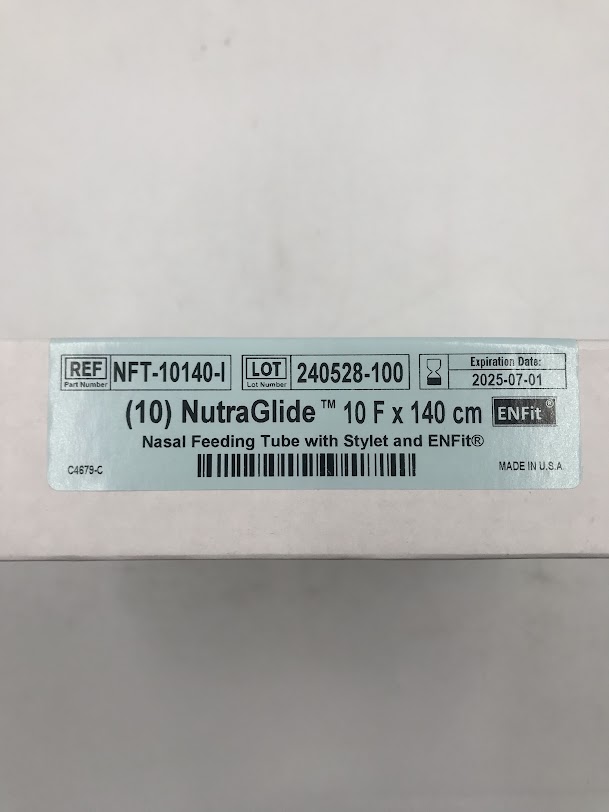 REF NFT-10140-I LOT 240528-100 Expiration Date:
Part Number Lot Number 2025-07-01
(10) NutraGlide™ 10 F x 140 cm ENFit®
Nasal Feeding Tube with Stylet and ENFit®
C4679-C MADE IN U.S.A.